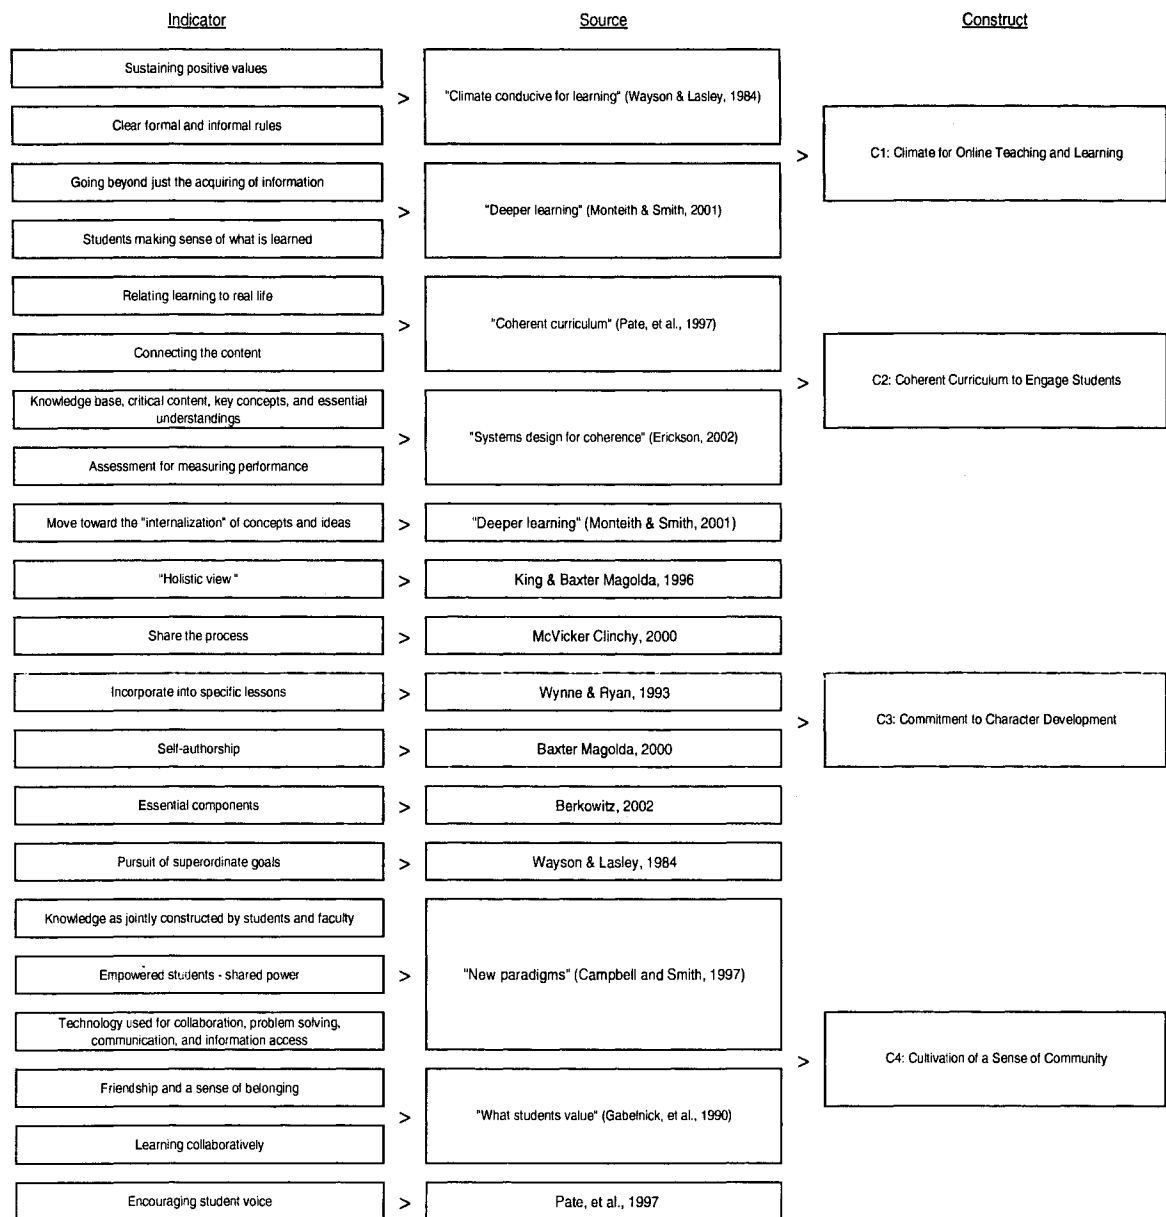 Indicator
Source
Construct
Sustaining positive values
>
"Climate conducive for learning" (Wayson & Lasley, 1984)
Clear formal and informal rules
>
C1: Climate for Online Teaching and Learning
Going beyond just the acquiring of information
>
"Deeper learning" (Monteith & Smith, 2001)
Students making sense of what is learned
Relating learning to real life
>
"Coherent curriculum" (Pate, et al., 1997)
Connecting the content
>
C2: Coherent Curriculum to Engage Students
Knowledge base, critical content, key concepts, and essential
understandings
>
"Systems design for coherence" (Erickson, 2002)
Assessment for measuring performance
Move toward the "internalization" of concepts and ideas
>
"Deeper learning" (Monteith & Smith, 2001)
"Holistic view "
>
King & Baxter Magolda, 1996
Share the process
>
McVicker Clinchy, 2000
Incorporate into specific lessons
>
Wynne & Ryan, 1993
>
C3: Commitment to Character Development
Self-authorship
>
Baxter Magolda, 2000
Essential components
>
Berkowitz, 2002
Pursuit of superordinate goals
>
Wayson & Lasley, 1984
Knowledge as jointly constructed by students and faculty
Empowered students - shared power
>
"New paradigms" (Campbell and Smith, 1997)
Technology used for collaboration, problem solving,
communication, and information access
>
C4: Cultivation of a Sense of Community
Friendship and a sense of belonging
>
"What students value" (Gabelnick, et al., 1990)
Learning collaboratively
Encouraging student voice
>
Pate, et al., 1997